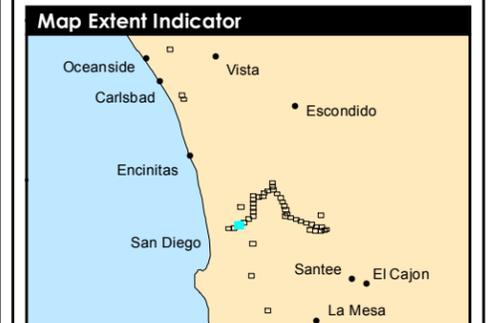 Map Extent Indicator
Oceanside
Vista
Carlsbad
Escondido
Encinitas
San Diego
Santee
El Cajon
La Mesa